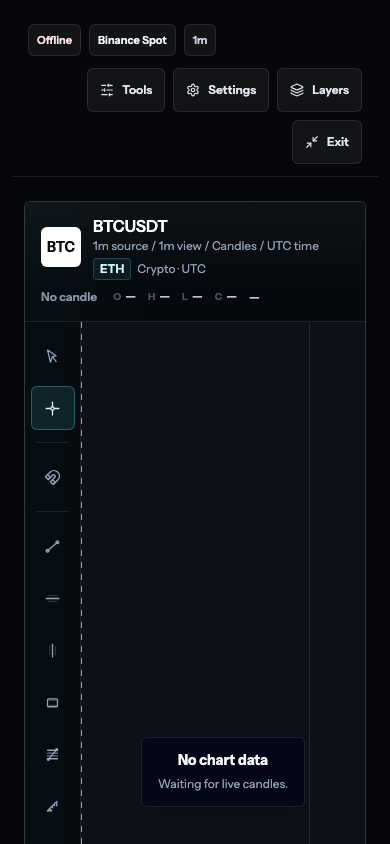 Offline Binance Spot 1m
Tools Settings Layers
Exit
BTC
BTCUSDT
1m source / 1m view / Candles / UTC time
ETH Crypto · UTC
No candle O — H — L — C — —
No chart data
Waiting for live candles.